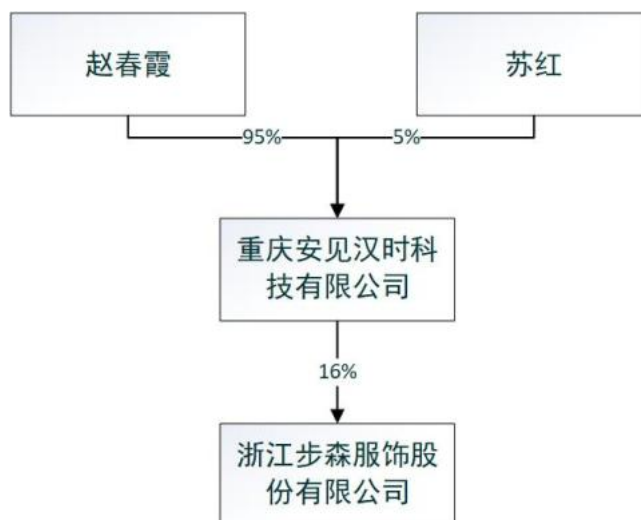 赵春霞
苏红
95%
5%
重庆安见汉时科
技有限公司
16%
浙江步森服饰股
份有限公司